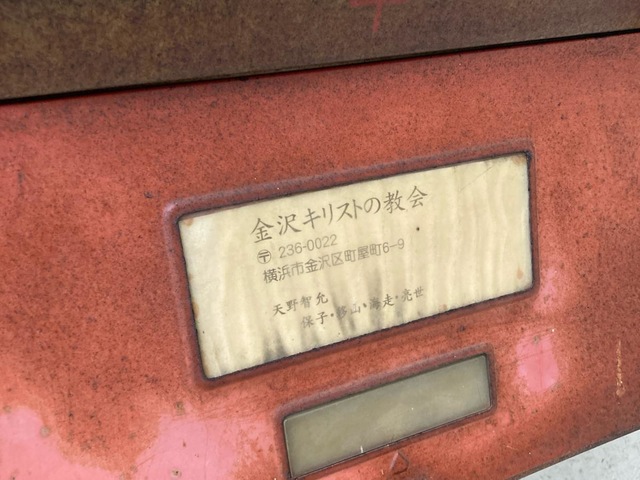 金沢キリストの教会
〒 236-0022
横浜市金沢区町屋町6-9
天野智允
保子・移山・海走・亮世